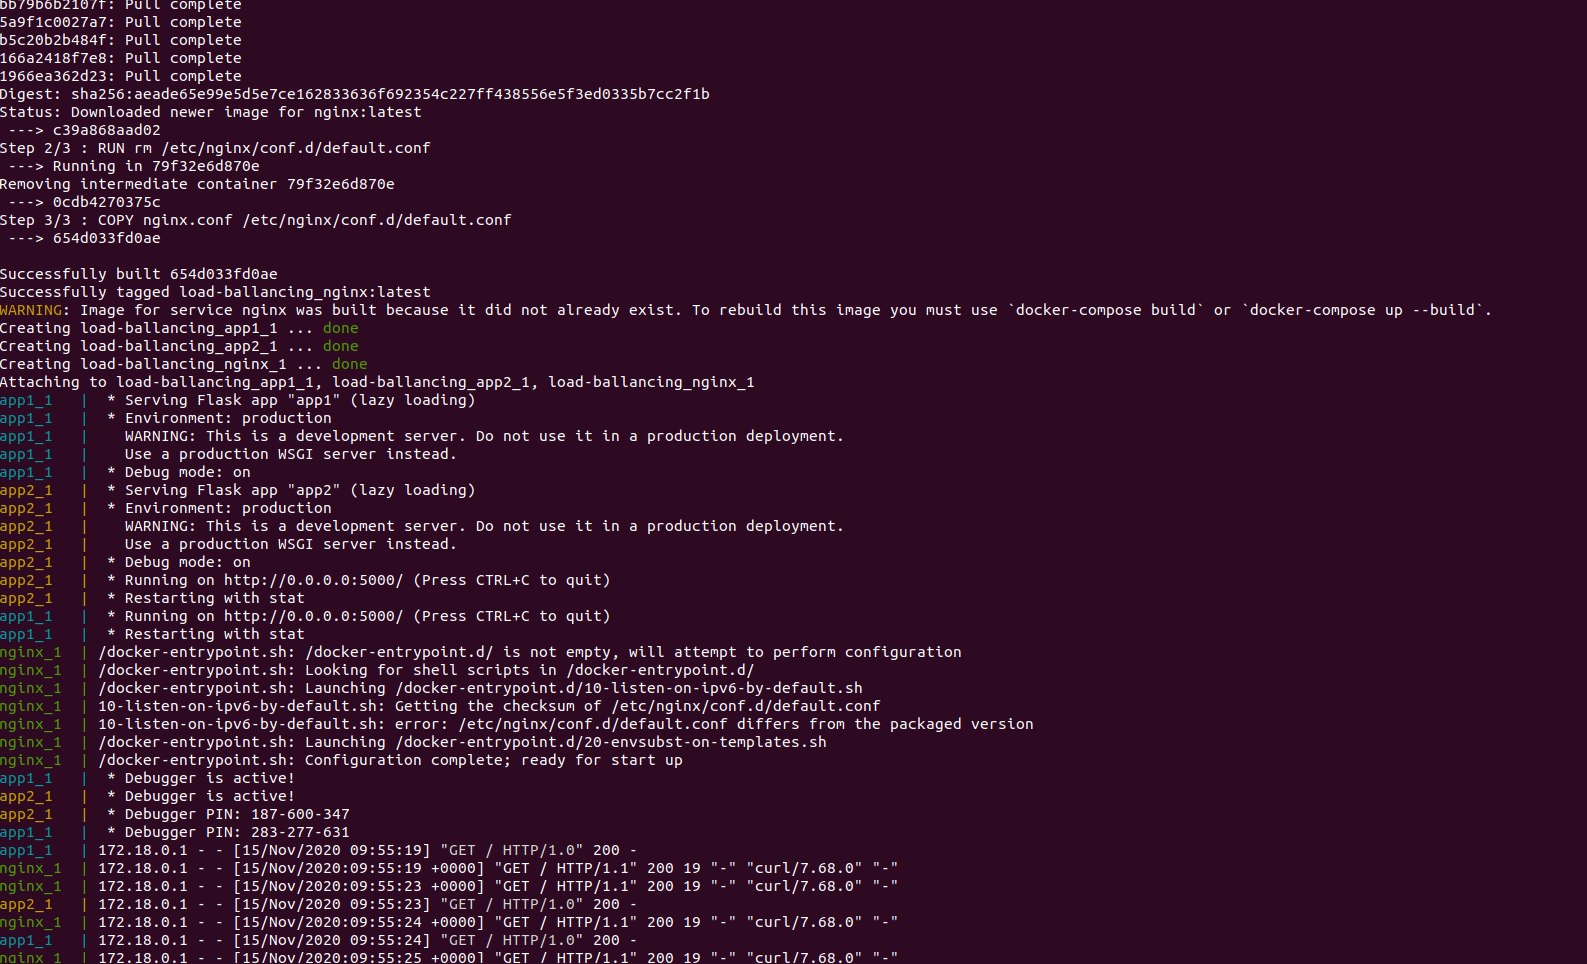 bb79b6b2107f: Pull complete
5a9f1c0027a7: Pull complete
b5c20b2b484f: Pull complete
166a2418f7e8: Pull complete
1966ea362d23: Pull complete
Digest: sha256:aeade65e99e5d5e7ce162833636f692354c227ff438556e5f3ed0335b7cc2f1b
Status: Downloaded newer image for nginx:latest
 ---> c39a868aad02
Step 2/3 : RUN rm /etc/nginx/conf.d/default.conf
 ---> Running in 79f32e6d870e
Removing intermediate container 79f32e6d870e
 ---> 0cdb4270375c
Step 3/3 : COPY nginx.conf /etc/nginx/conf.d/default.conf
 ---> 654d033fd0ae
Successfully built 654d033fd0ae
Successfully tagged load-ballancing_nginx:latest
WARNING: Image for service nginx was built because it did not already exist. To rebuild this image you must use `docker-compose build` or `docker-compose up --build`.
Creating load-ballancing_app1_1 ... done
Creating load-ballancing_app2_1 ... done
Creating load-ballancing_nginx_1 ... done
Attaching to load-ballancing_app1_1, load-ballancing_app2_1, load-ballancing_nginx_1
app1_1   |  * Serving Flask app "app1" (lazy loading)
app1_1   |  * Environment: production
app1_1   |    WARNING: This is a development server. Do not use it in a production deployment.
app1_1   |    Use a production WSGI server instead.
app1_1   |  * Debug mode: on
app2_1   |  * Serving Flask app "app2" (lazy loading)
app2_1   |  * Environment: production
app2_1   |    WARNING: This is a development server. Do not use it in a production deployment.
app2_1   |    Use a production WSGI server instead.
app2_1   |  * Debug mode: on
app2_1   |  * Running on http://0.0.0.0:5000/ (Press CTRL+C to quit)
app2_1   |  * Restarting with stat
app1_1   |  * Running on http://0.0.0.0:5000/ (Press CTRL+C to quit)
app1_1   |  * Restarting with stat
nginx_1  | /docker-entrypoint.sh: /docker-entrypoint.d/ is not empty, will attempt to perform configuration
nginx_1  | /docker-entrypoint.sh: Looking for shell scripts in /docker-entrypoint.d/
nginx_1  | /docker-entrypoint.sh: Launching /docker-entrypoint.d/10-listen-on-ipv6-by-default.sh
nginx_1  | 10-listen-on-ipv6-by-default.sh: Getting the checksum of /etc/nginx/conf.d/default.conf
nginx_1  | 10-listen-on-ipv6-by-default.sh: error: /etc/nginx/conf.d/default.conf differs from the packaged version
nginx_1  | /docker-entrypoint.sh: Launching /docker-entrypoint.d/20-envsubst-on-templates.sh
nginx_1  | /docker-entrypoint.sh: Configuration complete; ready for start up
app1_1   |  * Debugger is active!
app2_1   |  * Debugger is active!
app2_1   |  * Debugger PIN: 187-600-347
app1_1   |  * Debugger PIN: 283-277-631
app1_1   | 172.18.0.1 - - [15/Nov/2020 09:55:19] "GET / HTTP/1.0" 200 -
nginx_1  | 172.18.0.1 - - [15/Nov/2020:09:55:19 +0000] "GET / HTTP/1.1" 200 19 "-" "curl/7.68.0" "-"
nginx_1  | 172.18.0.1 - - [15/Nov/2020:09:55:23 +0000] "GET / HTTP/1.1" 200 19 "-" "curl/7.68.0" "-"
app2_1   | 172.18.0.1 - - [15/Nov/2020 09:55:23] "GET / HTTP/1.0" 200 -
nginx_1  | 172.18.0.1 - - [15/Nov/2020:09:55:24 +0000] "GET / HTTP/1.1" 200 19 "-" "curl/7.68.0" "-"
app1_1   | 172.18.0.1 - - [15/Nov/2020 09:55:24] "GET / HTTP/1.0" 200 -
nginx_1  | 172.18.0.1 - - [15/Nov/2020:09:55:25 +0000] "GET / HTTP/1.1" 200 19 "-" "curl/7.68.0" "-"